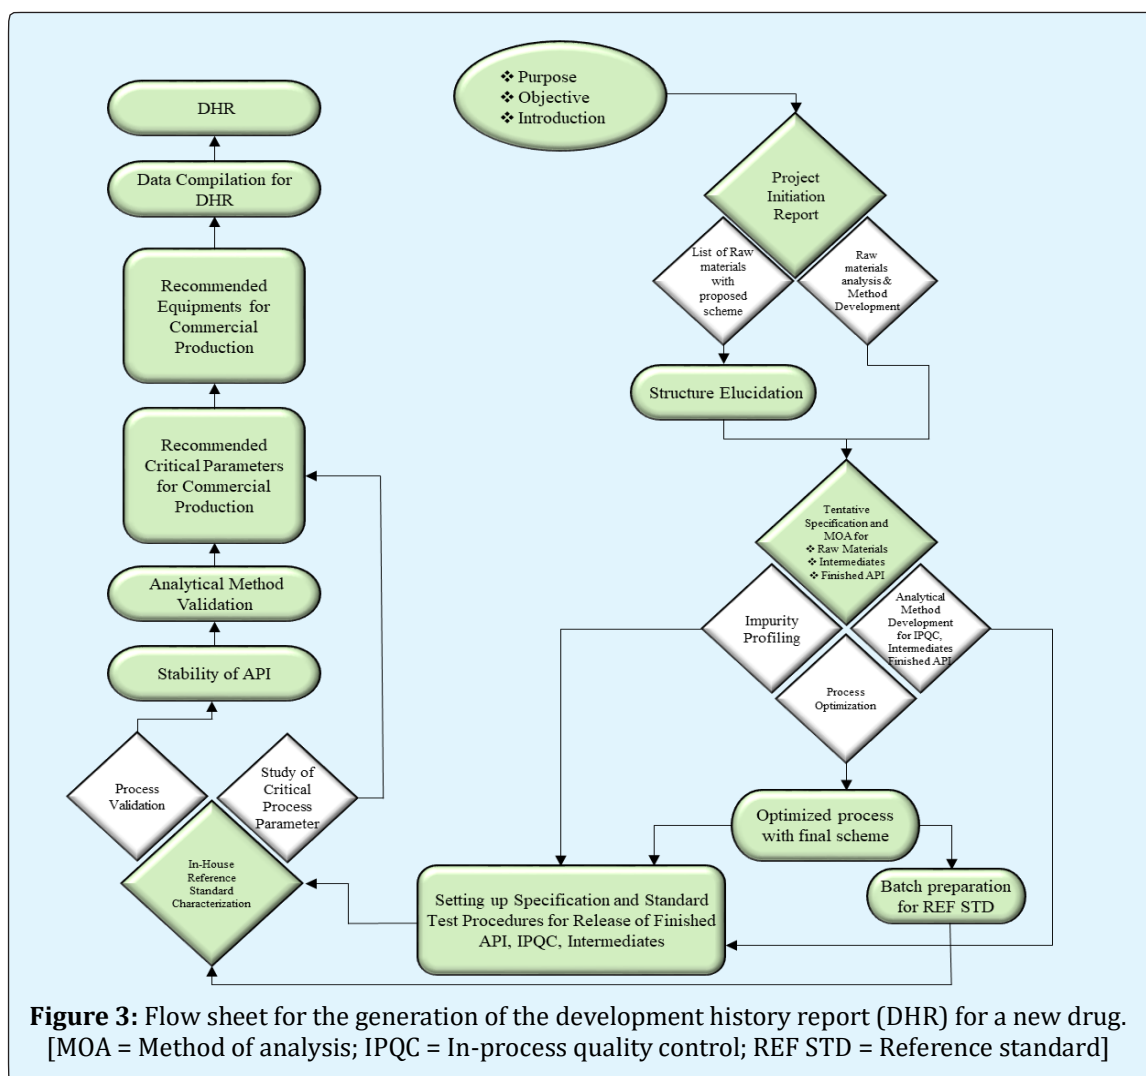 ❖ Purpose
❖ Objective
❖ Introduction
Project
Initiation
Report
List of Raw
materials
with
proposed
scheme
Raw
materials
analysis &
Method
Development
Structure Elucidation
Tentative
Specification and
MOA for
❖ Raw Materials
❖ Intermediates
❖ Finished API
Impurity
Profiling
Analytical
Method
Development
for IPQC,
Intermediates
Finished API
Process
Optimization
Optimized process
with final scheme
Batch preparation
for REF STD
Setting up Specification and Standard
Test Procedures for Release of Finished
API, IPQC, Intermediates
In-House
Reference
Standard
Characterization
Process
Validation
Study of
Critical
Process
Parameter
Stability of API
Analytical Method
Validation
Recommended
Critical Parameters
for Commercial
Production
Recommended
Equipments for
Commercial
Production
Data Compilation for
DHR
DHR
Figure 3: Flow sheet for the generation of the development history report (DHR) for a new drug.
[MOA = Method of analysis; IPQC = In-process quality control; REF STD = Reference standard]